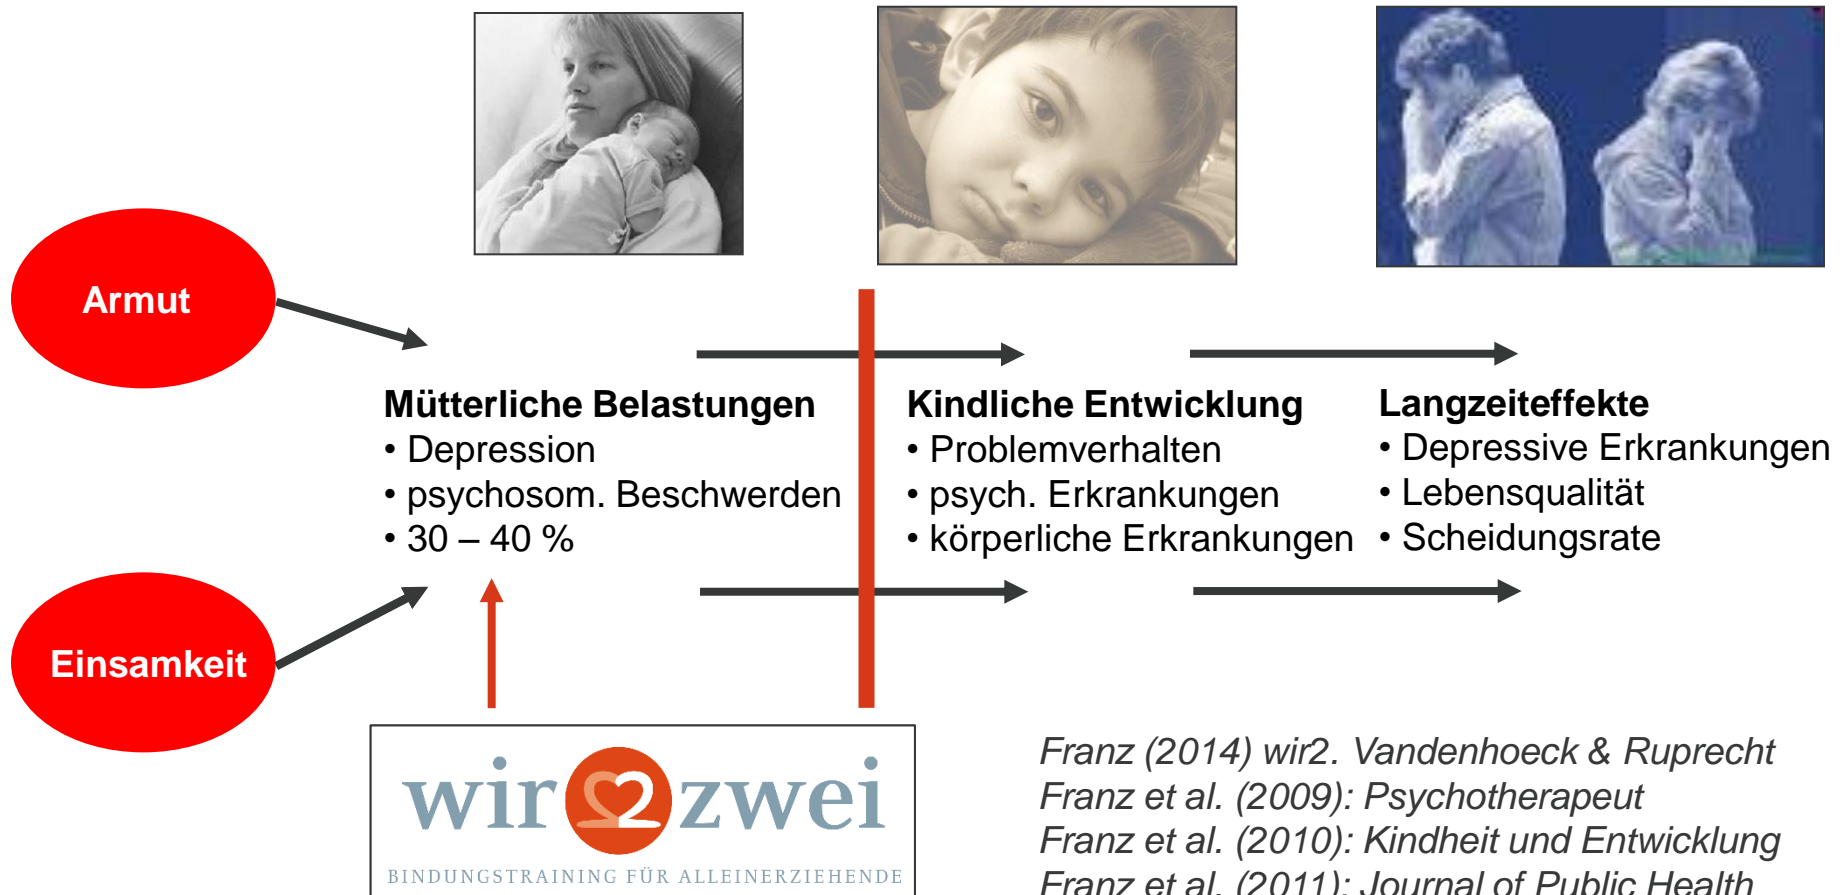 Armut
Einsamkeit
Mütterliche Belastungen
• Depression
• psychosom. Beschwerden
• 30 – 40 %
Kindliche Entwicklung
• Problemverhalten
• psych. Erkrankungen
• körperliche Erkrankungen
Langzeiteffekte
• Depressive Erkrankungen
• Lebensqualität
• Scheidungsrate
wir2zwei
BINDUNGSTRAINING FÜR ALLEINERZIEHENDE
Franz (2014) wir2. Vandenhoeck & Ruprecht
Franz et al. (2009): Psychotherapeut
Franz et al. (2010): Kindheit und Entwicklung
Franz et al. (2011): Journal of Public Health